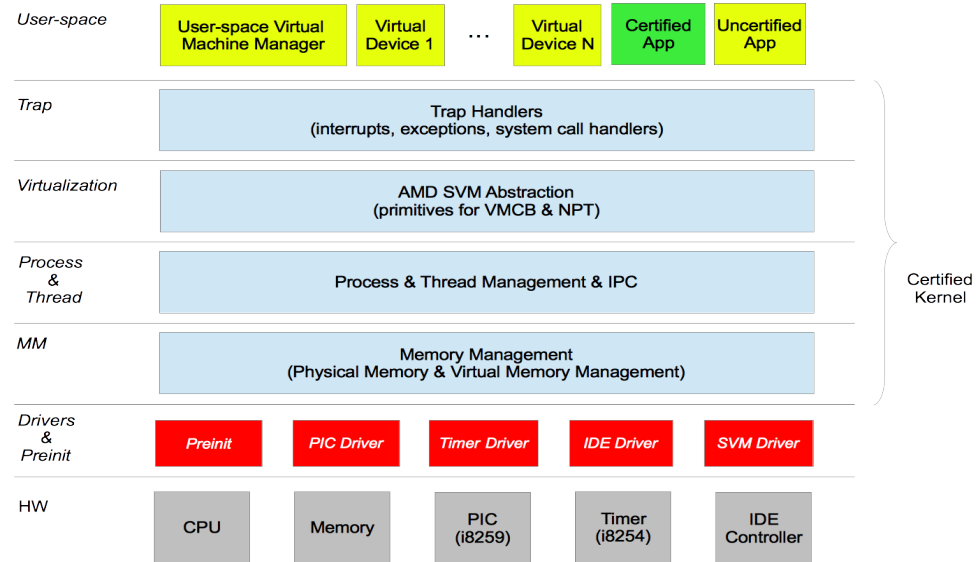 User-space
User-space Virtual
Machine Manager
Virtual
Device 1
...
Virtual
Device N
Certified
App
Uncertified
App
Trap
Trap Handlers
(interrupts, exceptions, system call handlers)
Virtualization
AMD SVM Abstraction
(primitives for VMCB & NPT)
Process
&
Thread
Process & Thread Management & IPC
Certified
Kernel
MM
Memory Management
(Physical Memory & Virtual Memory Management)
Drivers
&
Preinit
Preinit
PIC Driver
Timer Driver
IDE Driver
SVM Driver
HW
CPU
Memory
PIC
(i8259)
Timer
(i8254)
IDE
Controller